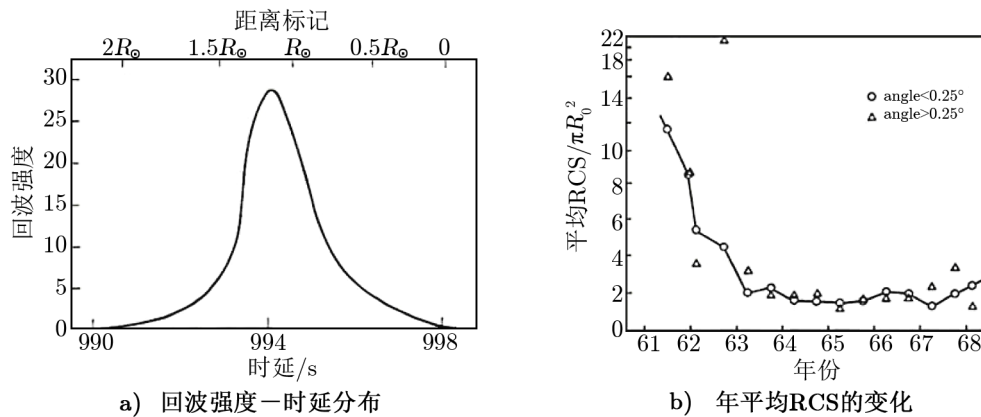 距离标记
2R⊙ 1.5R⊙ R⊙ 0.5R⊙ 0
30
25
20
15
10
5
0
回波强度
990 994 998
时延/s
a) 回波强度－时延分布
22
18
14
10
8
6
4
2
0
平均RCS/πR₀²
angle<0.25°
angle>0.25°
61 62 63 64 65 66 67 68
年份
b) 年平均RCS的变化